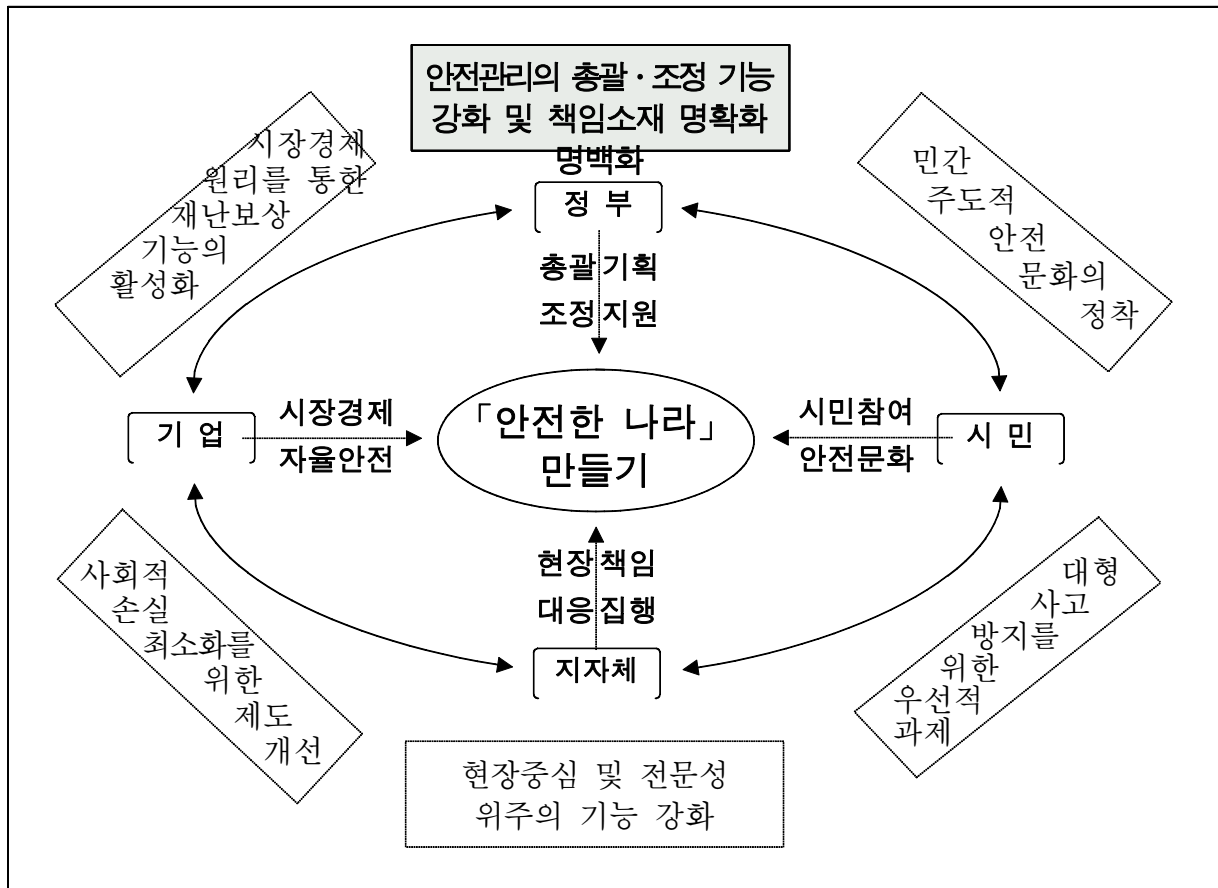 안전관리의 총괄·조정 기능
강화 및 책임소재 명확화
명백화
시장경제
원리를 통한
재난보상
기능의
활성화
민간
주도적
안전
문화의
정착
정 부
총괄 기획
조정 지원
기 업
시장경제
자율안전
「안전한 나라」
만들기
시민참여
안전문화
시 민
현장 책임
대응 집행
지자체
사회적
손실
최소화를
위한
제도
개선
대형
사고
방지를
위한
우선적
과제
현장중심 및 전문성
위주의 기능 강화